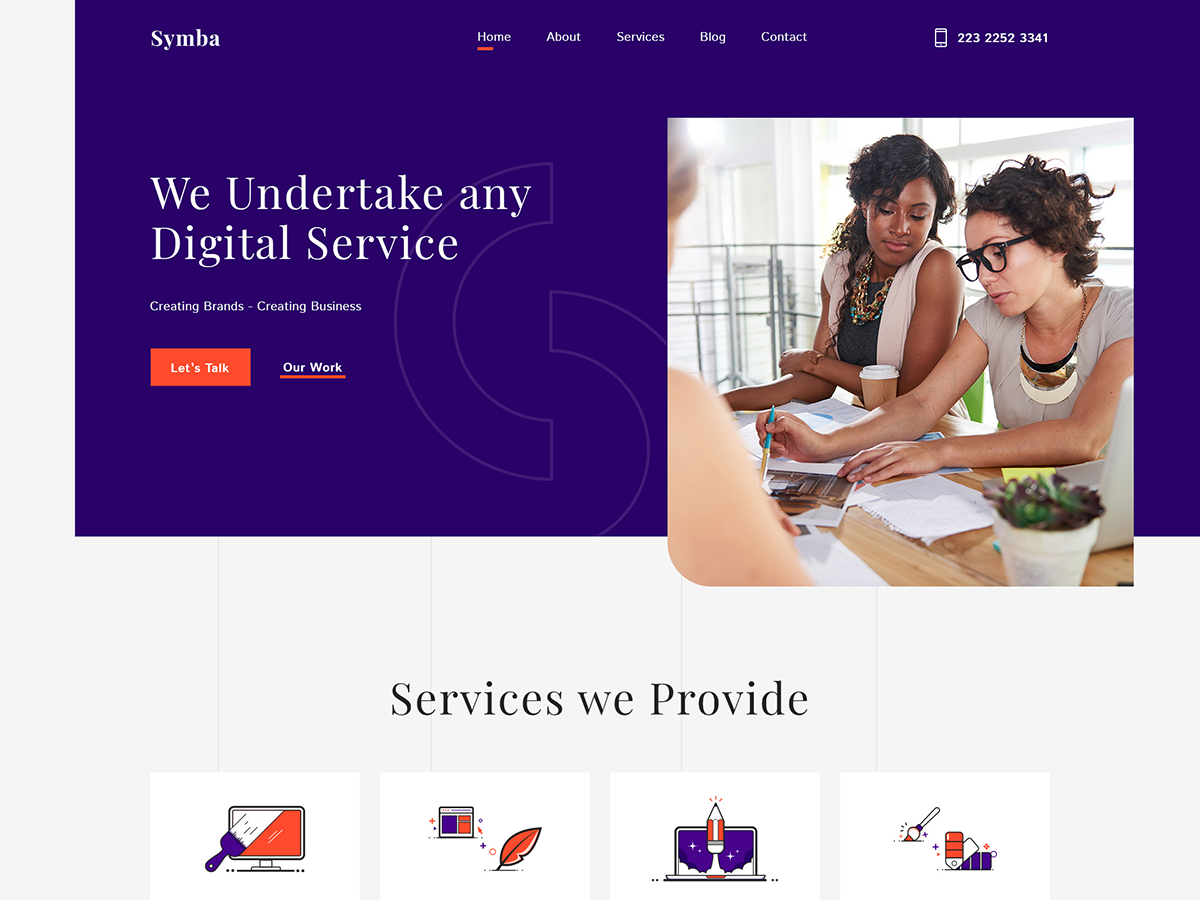 Symba
Home About Services Blog Contact
223 2252 3341
We Undertake any
Digital Service
Creating Brands - Creating Business
Let's Talk
Our Work
Services we Provide